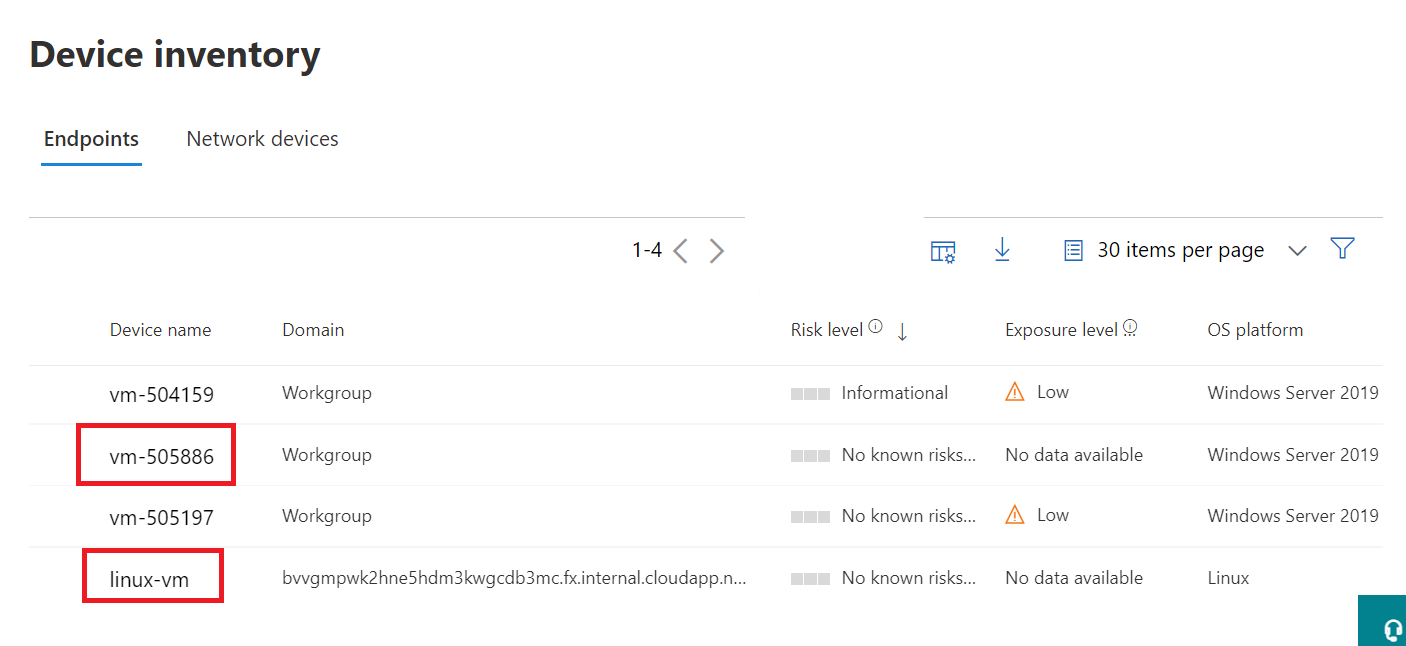 Device inventory
Endpoints Network devices
1-4 30 items per page
Device name Domain Risk level Exposure level OS platform
vm-504159 Workgroup Informational Low Windows Server 2019
vm-505886 Workgroup No known risks... No data available Windows Server 2019
vm-505197 Workgroup No known risks... Low Windows Server 2019
linux-vm bvvgmpwk2hne5hdm3kwgcdb3mc.fx.internal.cloudapp.n... No known risks... No data available Linux